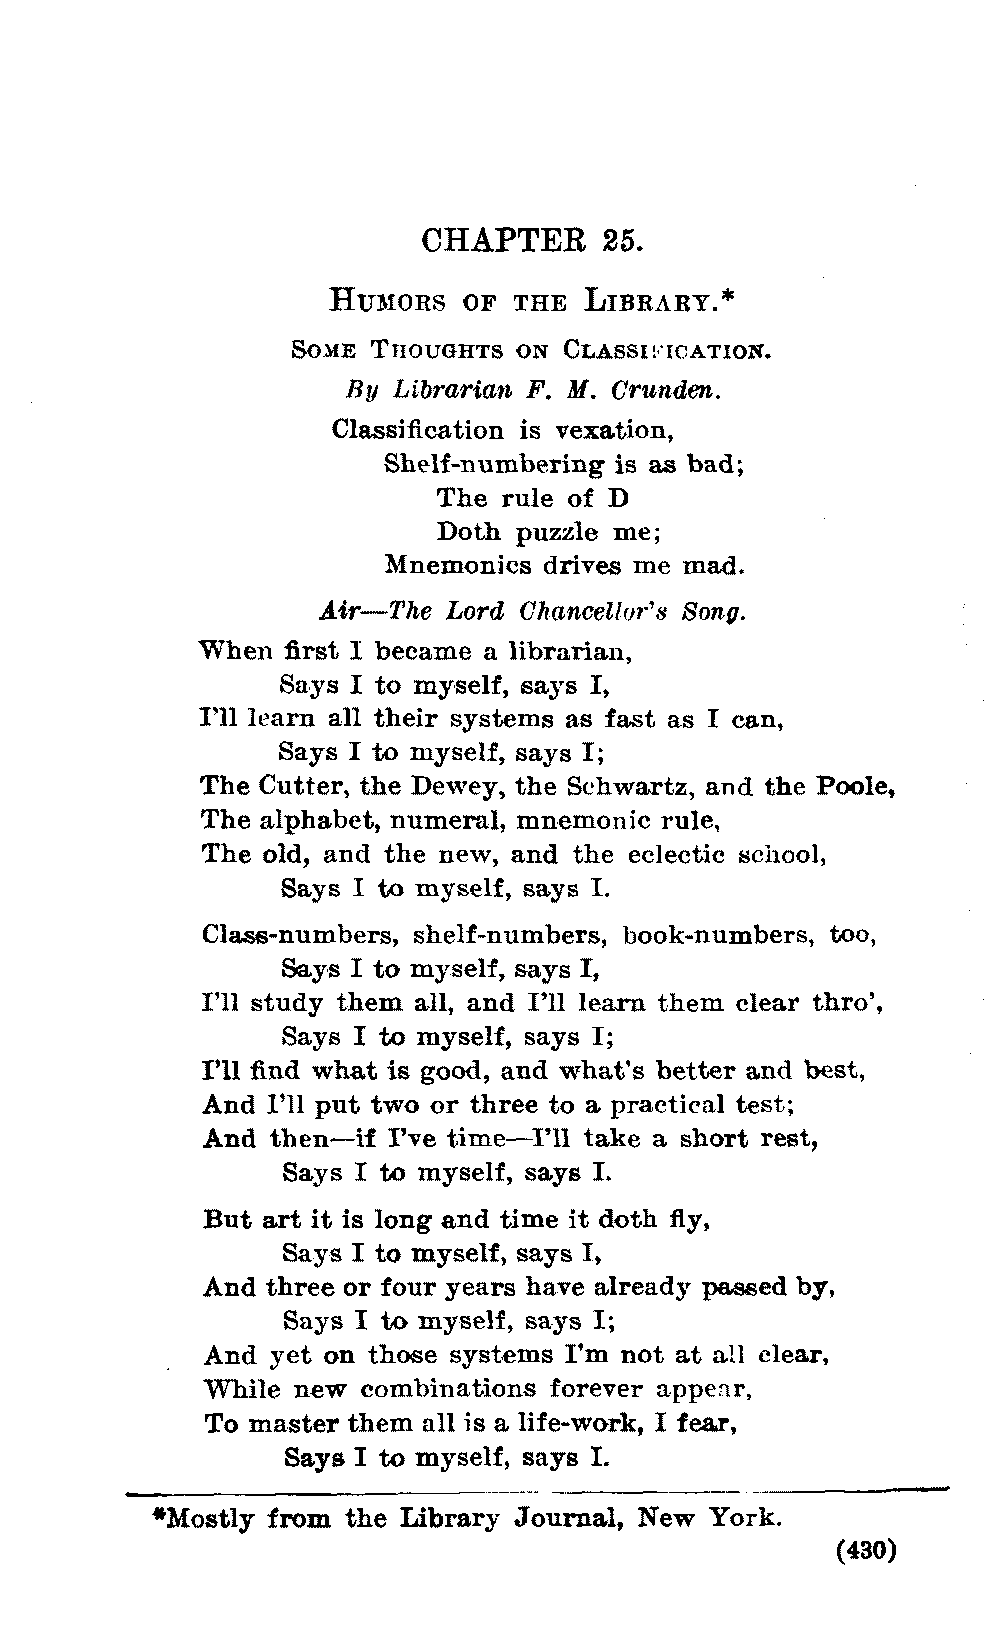 CHAPTER 25.
HUMORS OF THE LIBRARY.*
SOME THOUGHTS ON CLASSIFICATION.
By Librarian F. M. Crunden.
Classification is vexation,
Shelf-numbering is as bad;
The rule of D
Doth puzzle me;
Mnemonics drives me mad.
Air—The Lord Chancellor's Song.
When first I became a librarian,
Says I to myself, says I,
I'll learn all their systems as fast as I can,
Says I to myself, says I;
The Cutter, the Dewey, the Schwartz, and the Poole,
The alphabet, numeral, mnemonic rule,
The old, and the new, and the eclectic school,
Says I to myself, says I.
Class-numbers, shelf-numbers, book-numbers, too,
Says I to myself, says I,
I'll study them all, and I'll learn them clear thro',
Says I to myself, says I;
I'll find what is good, and what's better and best,
And I'll put two or three to a practical test;
And then—if I've time—I'll take a short rest,
Says I to myself, says I.
But art it is long and time it doth fly,
Says I to myself, says I,
And three or four years have already passed by,
Says I to myself, says I;
And yet on those systems I'm not at all clear,
While new combinations forever appear,
To master them all is a life-work, I fear,
Says I to myself, says I.
*Mostly from the Library Journal, New York.
(430)